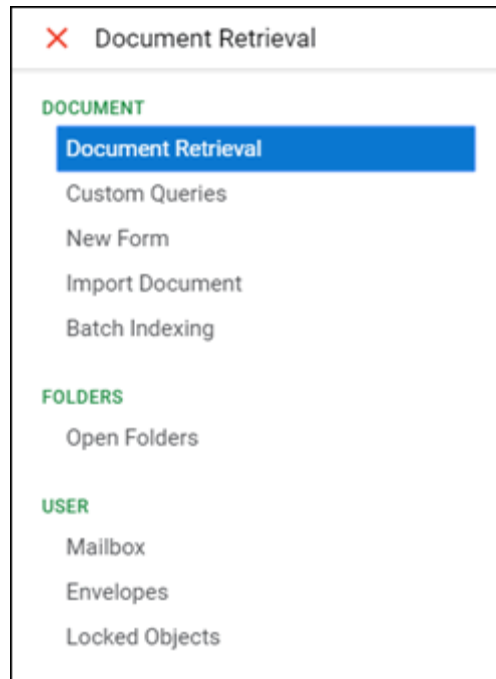 Document Retrieval
DOCUMENT
Document Retrieval
Custom Queries
New Form
Import Document
Batch Indexing
FOLDERS
Open Folders
USER
Mailbox
Envelopes
Locked Objects